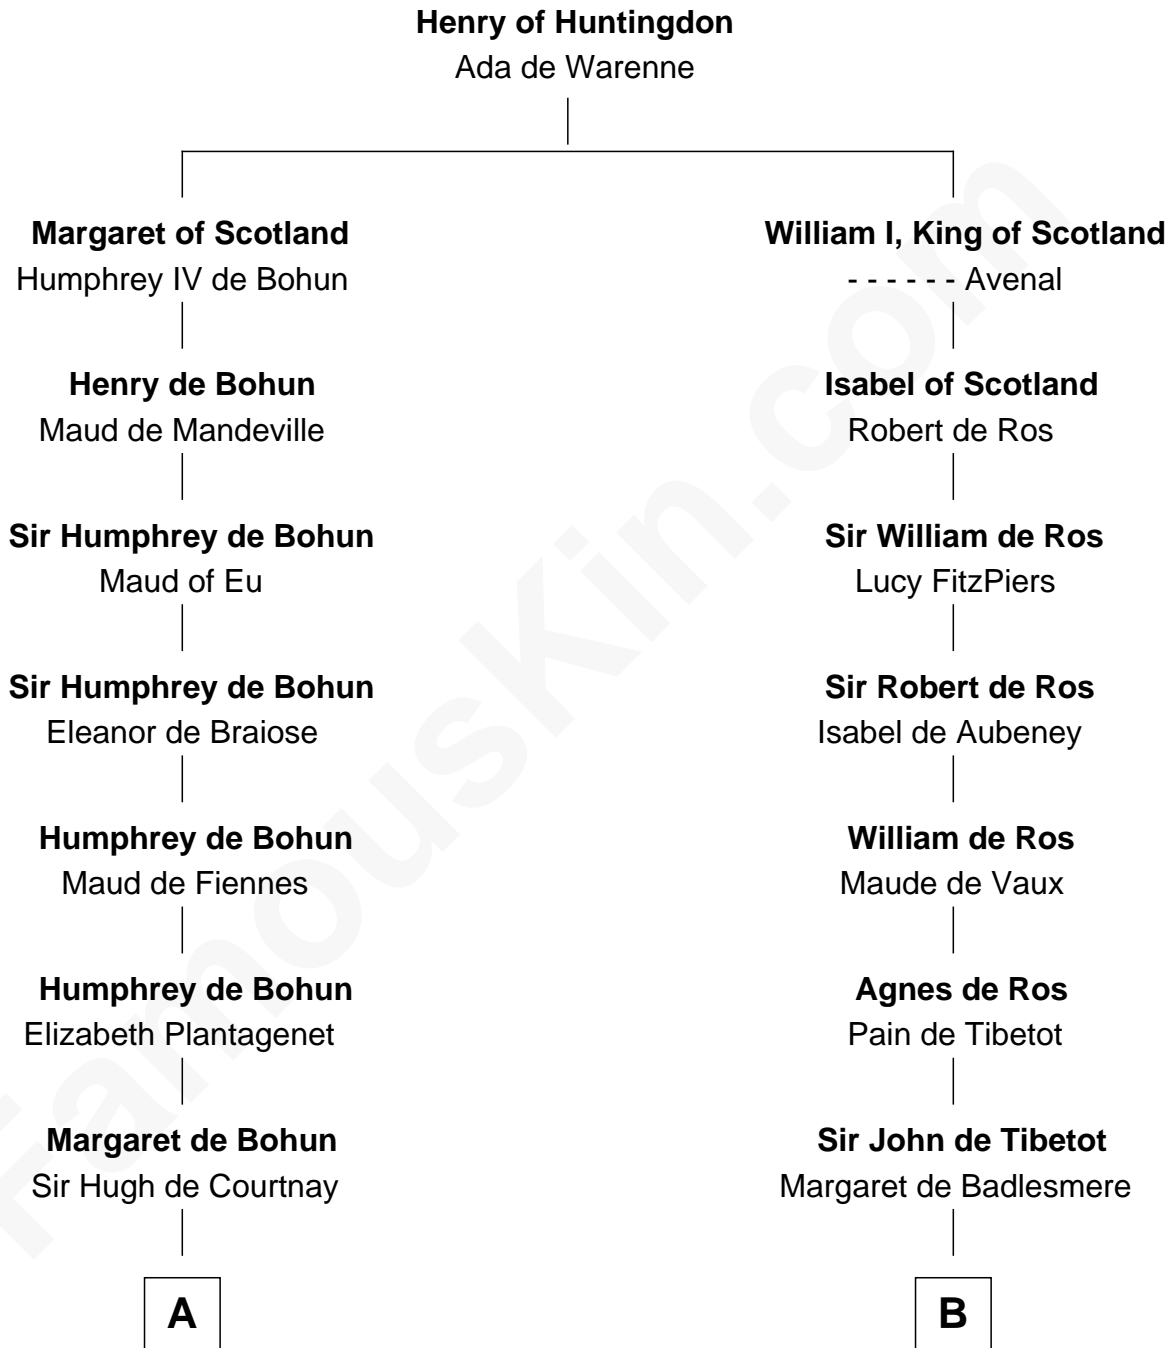 Henry of Huntingdon
Ada de Warenne
Margaret of Scotland
Humphrey IV de Bohun
William I, King of Scotland
- - - - - - Avenal
Henry de Bohun
Maud de Mandeville
Isabel of Scotland
Robert de Ros
Sir Humphrey de Bohun
Maud of Eu
Sir William de Ros
Lucy FitzPiers
Sir Humphrey de Bohun
Eleanor de Braiose
Sir Robert de Ros
Isabel de Aubeney
Humphrey de Bohun
Maud de Fiennes
William de Ros
Maude de Vaux
Humphrey de Bohun
Elizabeth Plantagenet
Agnes de Ros
Pain de Tibetot
Margaret de Bohun
Sir Hugh de Courtnay
Sir John de Tibetot
Margaret de Badlesmere
A
B
FamousKin.com